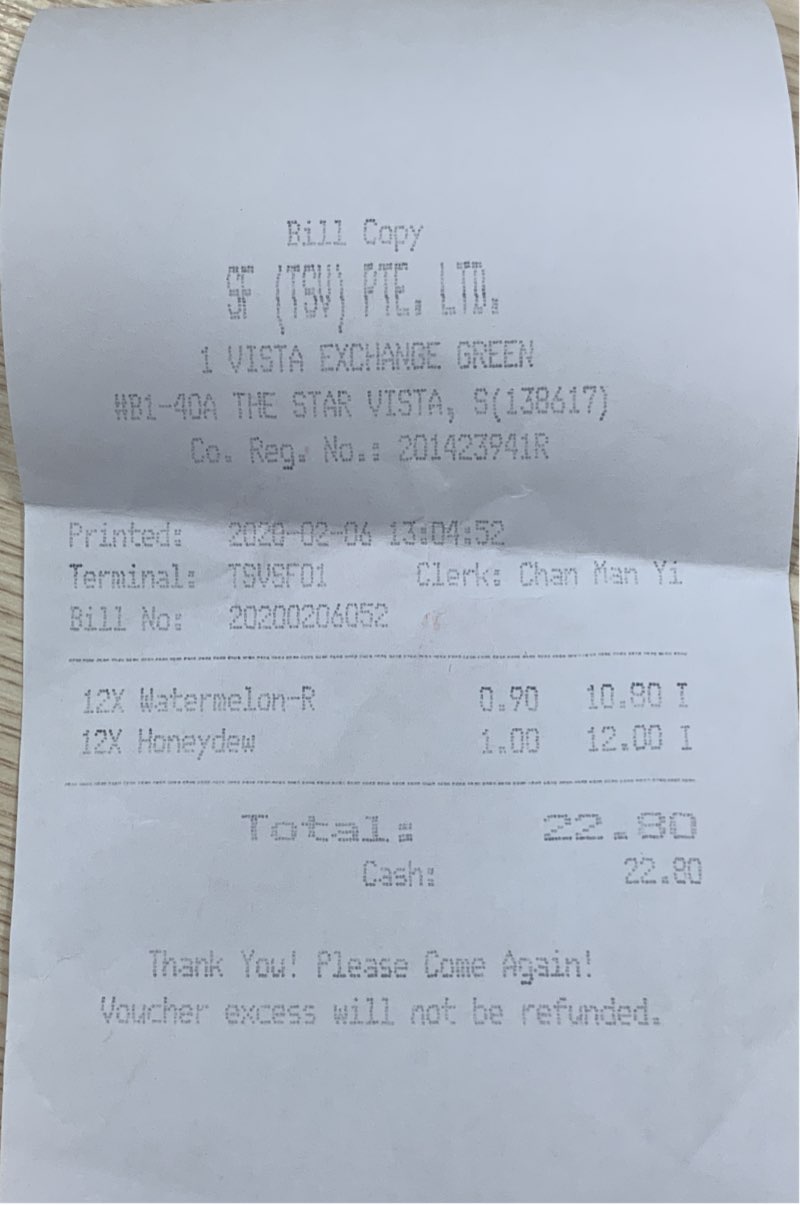 Bill Copy
SF (TSV) PTE. LTD.
1 VISTA EXCHANGE GREEN
#B1-40A THE STAR VISTA, S(138617)
Co. Reg. No.: 201423941R
Printed: 2020-02-06 13:04:52
Terminal: TSVSF01 Clerk: Chan Man Yi
Bill No: 20200206052
12X Watermelon-R 0.90 10.80 I
12X Honeydew 1.00 12.00 I
Total: 22.80
Cash: 22.80
Thank You! Please Come Again!
Voucher excess will not be refunded.